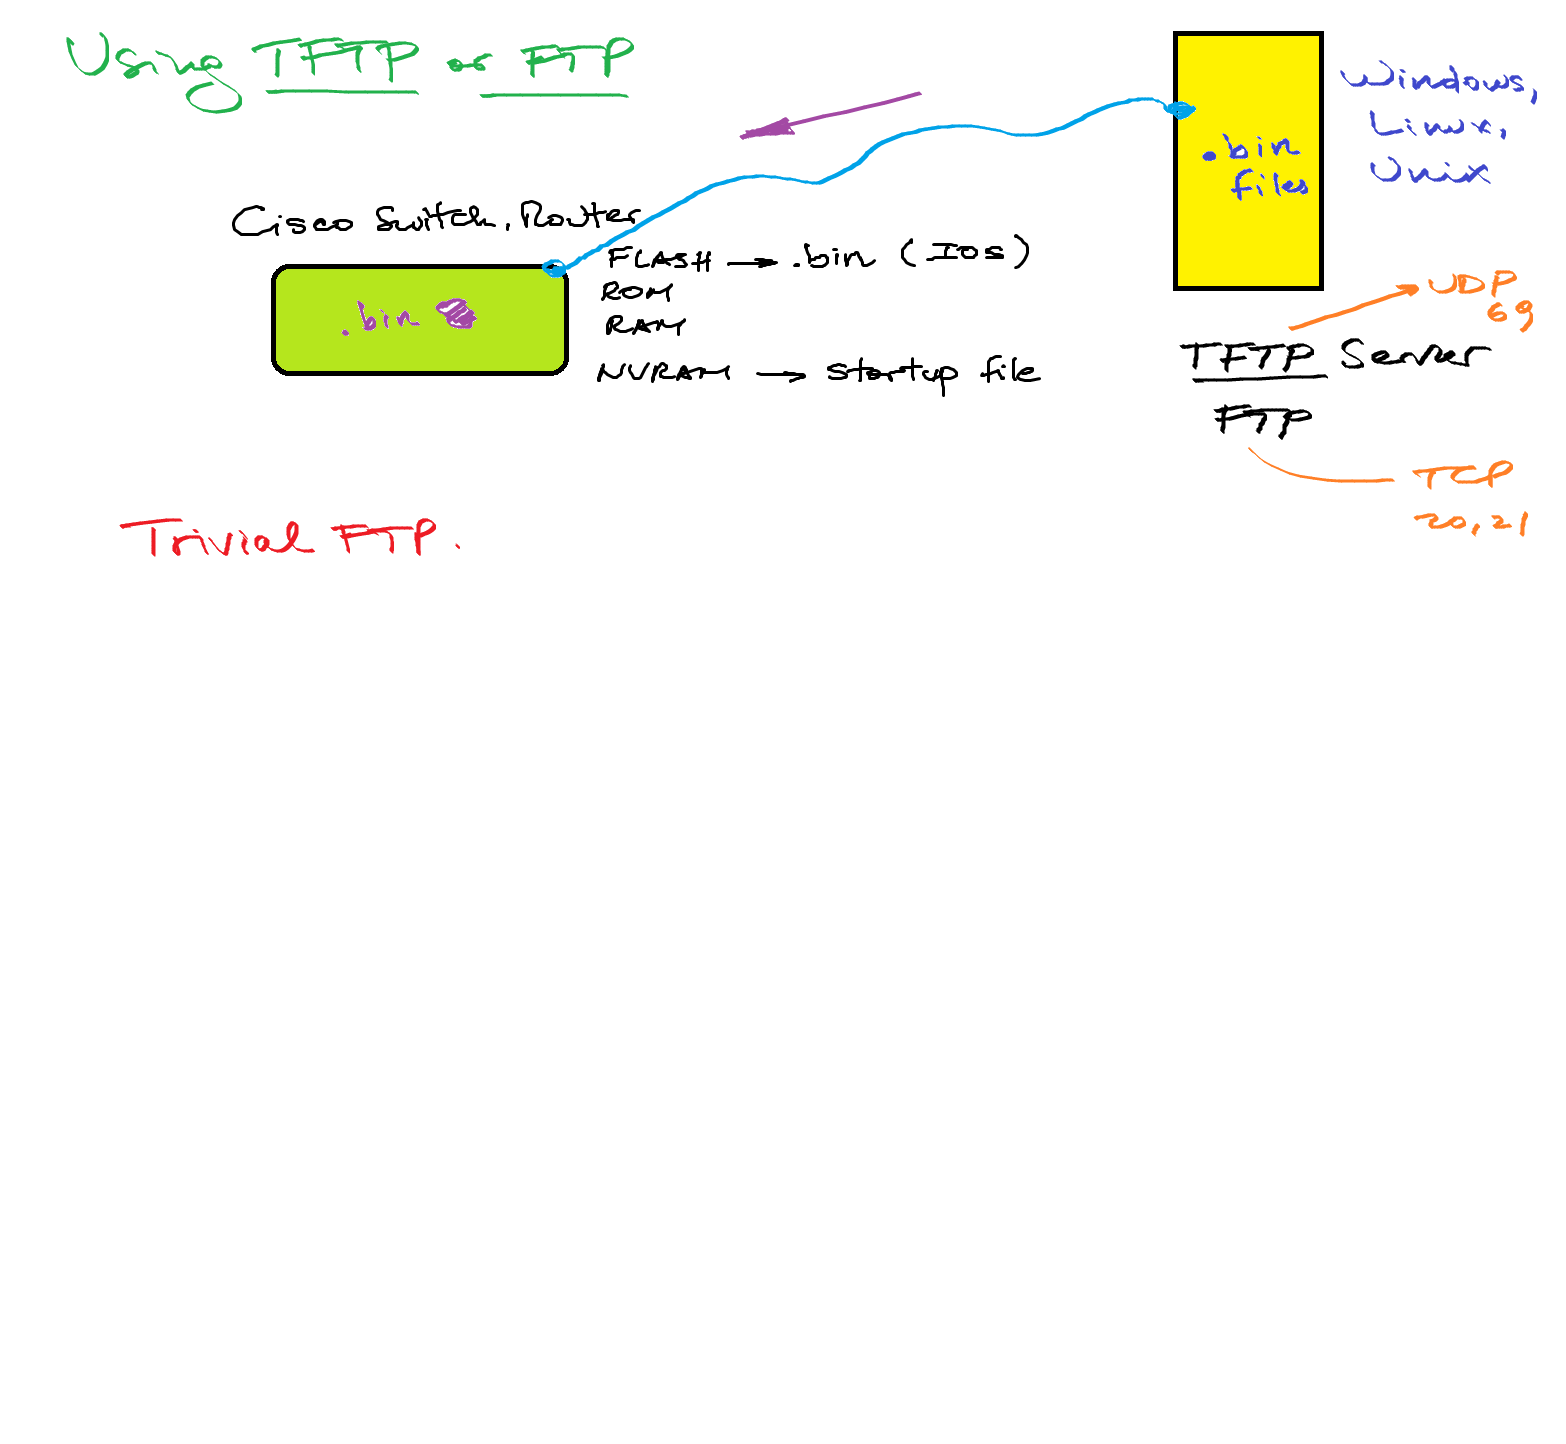 Using TFTP or FTP
Windows,
Linux,
Unix
.bin
files
Cisco Switch, Router
FLASH → .bin (IOS)
ROM
RAM
NVRAM → startup file
.bin
UDP
69
TFTP Server
FTP
TCP
20, 21
Trivial FTP.